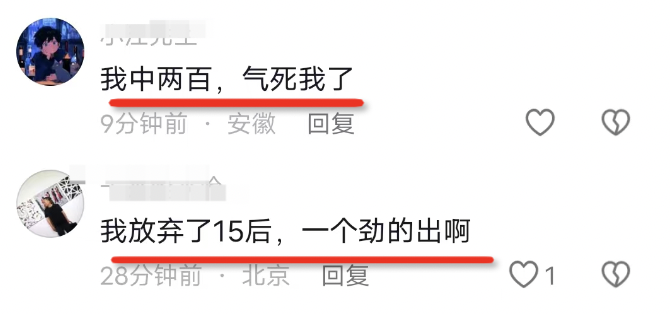 我中两百，气死我了
9分钟前 · 安徽 回复
我放弃了15后，一个劲的出啊
28分钟前 · 北京 回复 1